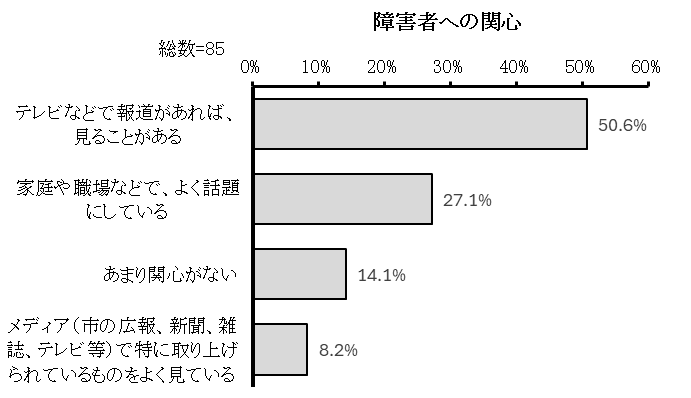 障害者への関心
総数=85
0% 10% 20% 30% 40% 50% 60%
テレビなどで報道があれば、
見ることがある
50.6%
家庭や職場などで、よく話題
にしている
27.1%
あまり関心がない
14.1%
メディア（市の広報、新聞、雑
誌、テレビ等）で特に取り上げ
られているものをよく見ている
8.2%